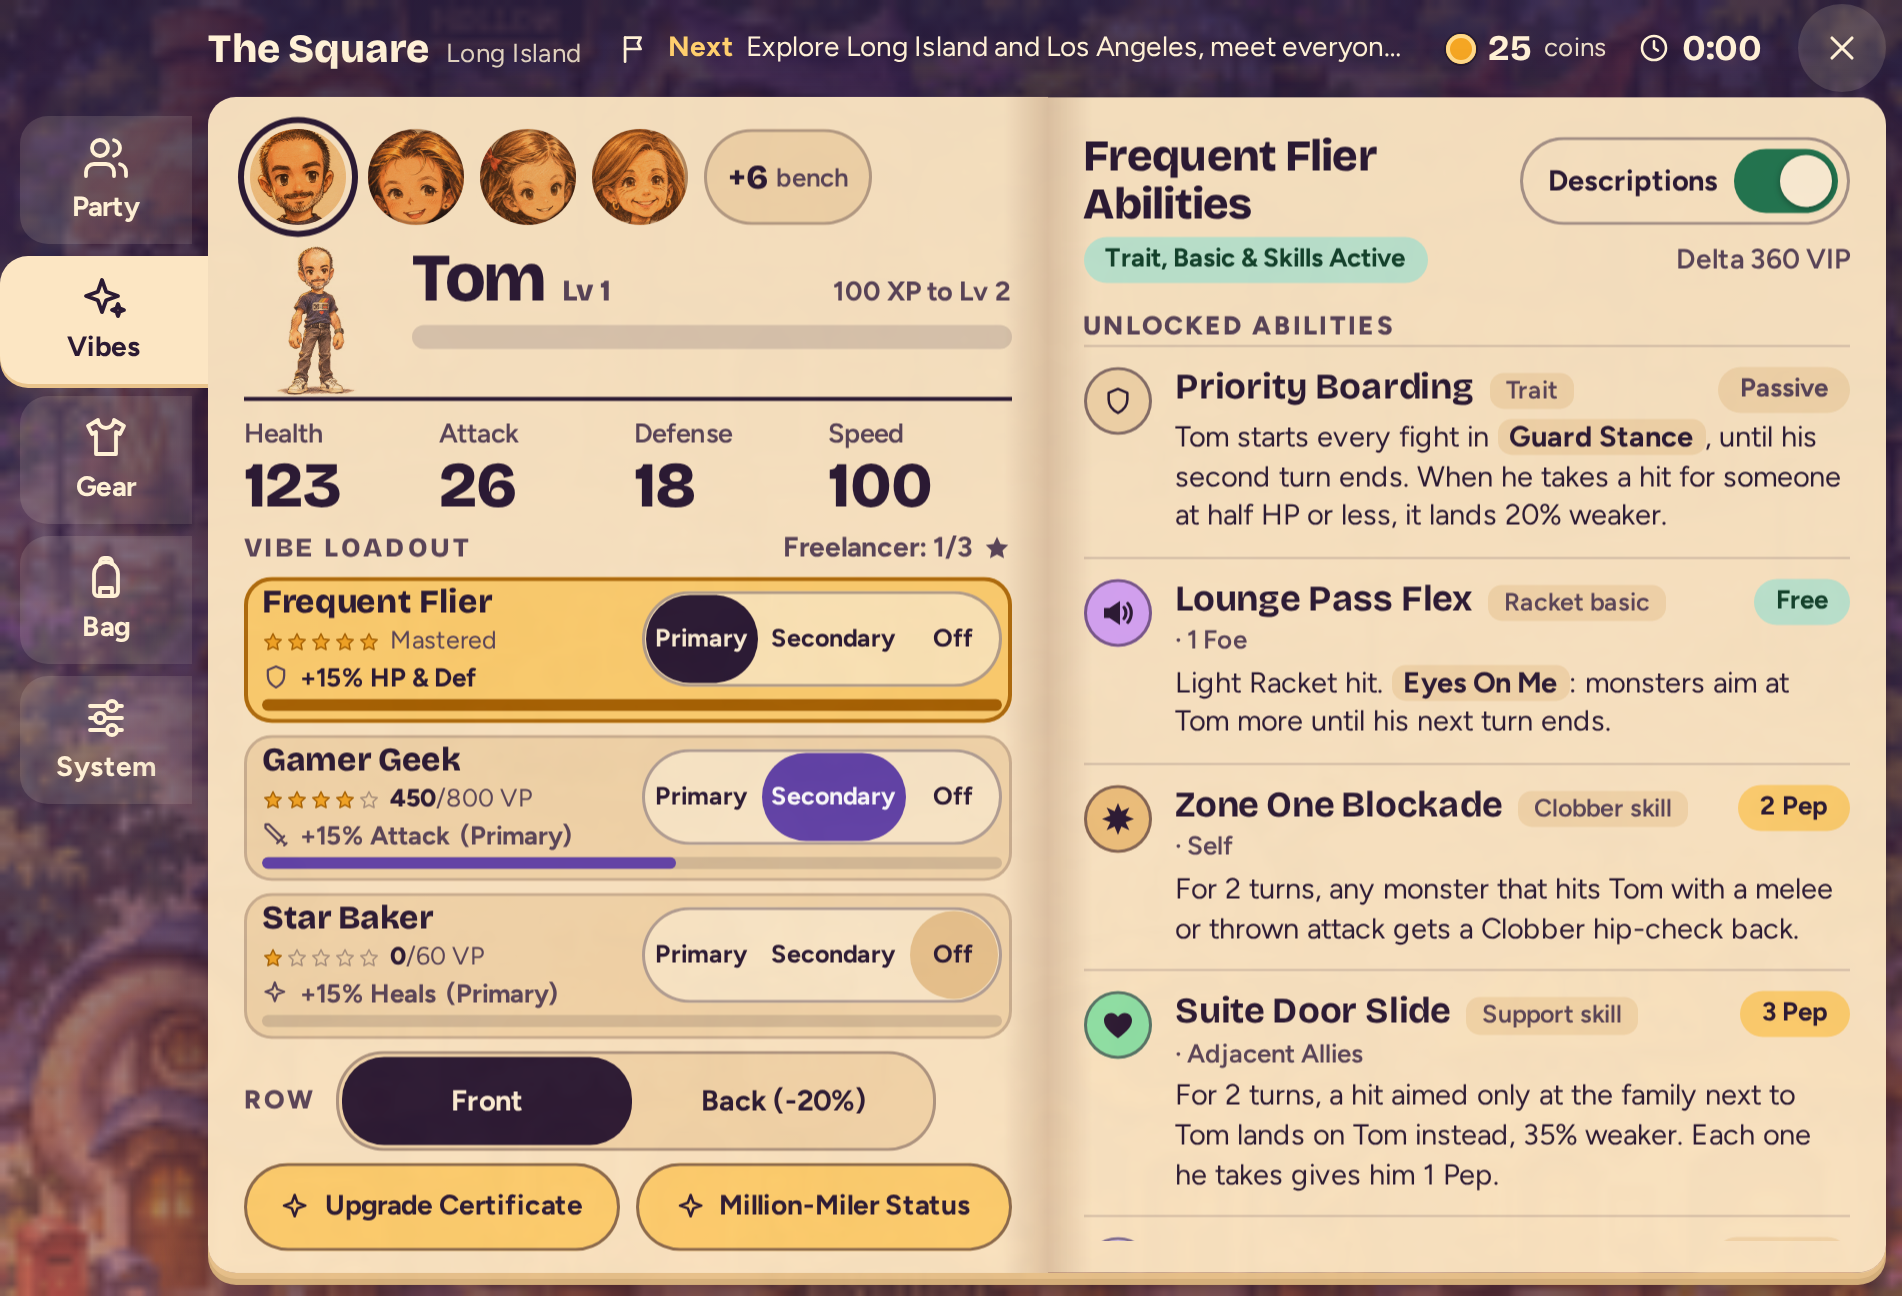 The Square Long Island Next Explore Long Island and Los Angeles, meet everyon... 25 coins 0:00
Party
Vibes
Gear
Bag
System
+6 bench
Tom Lv 1 100 XP to Lv 2
Health Attack Defense Speed
123 26 18 100
VIBE LOADOUT Freelancer: 1/3
Frequent Flier
Mastered
+15% HP & Def
Primary Secondary Off
Gamer Geek
450/800 VP
+15% Attack (Primary)
Primary Secondary Off
Star Baker
0/60 VP
+15% Heals (Primary)
Primary Secondary Off
ROW Front Back (-20%)
Upgrade Certificate Million-Miler Status
Frequent Flier
Abilities
Descriptions
Trait, Basic & Skills Active Delta 360 VIP
UNLOCKED ABILITIES
Priority Boarding Trait Passive
Tom starts every fight in Guard Stance, until his
second turn ends. When he takes a hit for someone
at half HP or less, it lands 20% weaker.
Lounge Pass Flex Racket basic Free
· 1 Foe
Light Racket hit. Eyes On Me: monsters aim at
Tom more until his next turn ends.
Zone One Blockade Clobber skill 2 Pep
· Self
For 2 turns, any monster that hits Tom with a melee
or thrown attack gets a Clobber hip-check back.
Suite Door Slide Support skill 3 Pep
· Adjacent Allies
For 2 turns, a hit aimed only at the family next to
Tom lands on Tom instead, 35% weaker. Each one
he takes gives him 1 Pep.